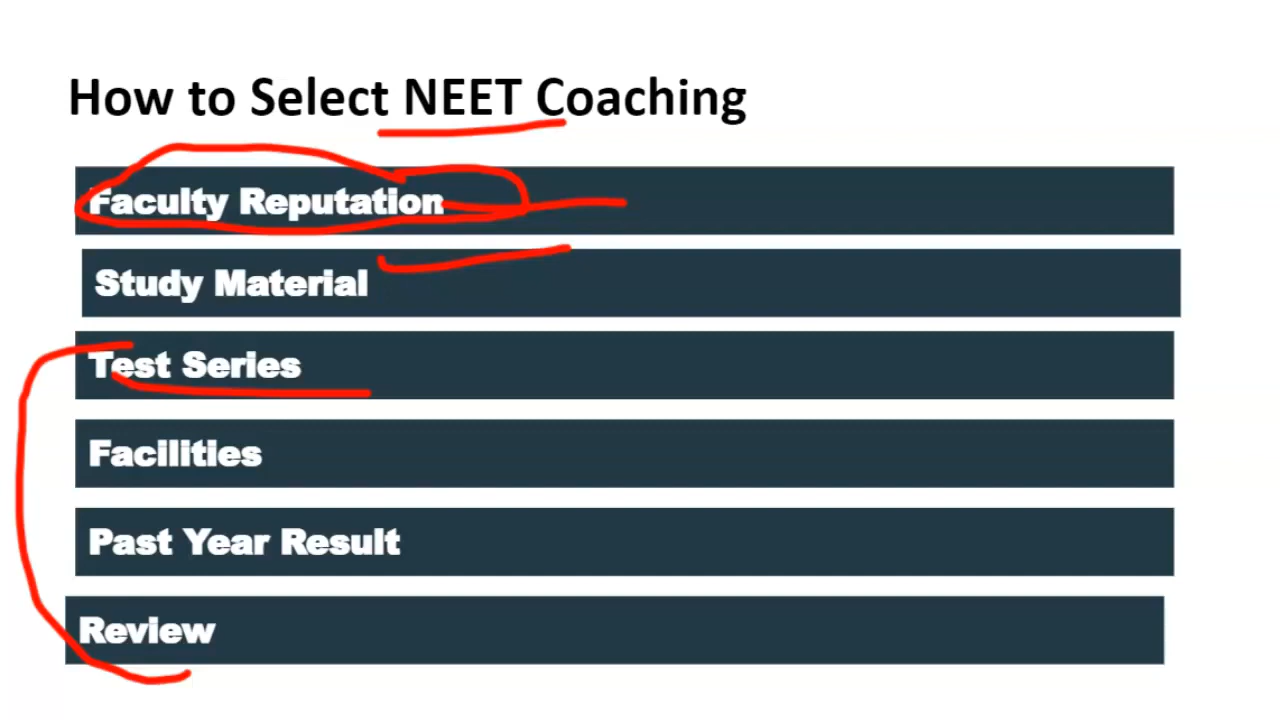 How to Select NEET Coaching
Faculty Reputation
Study Material
Test Series
Facilities
Past Year Result
Review